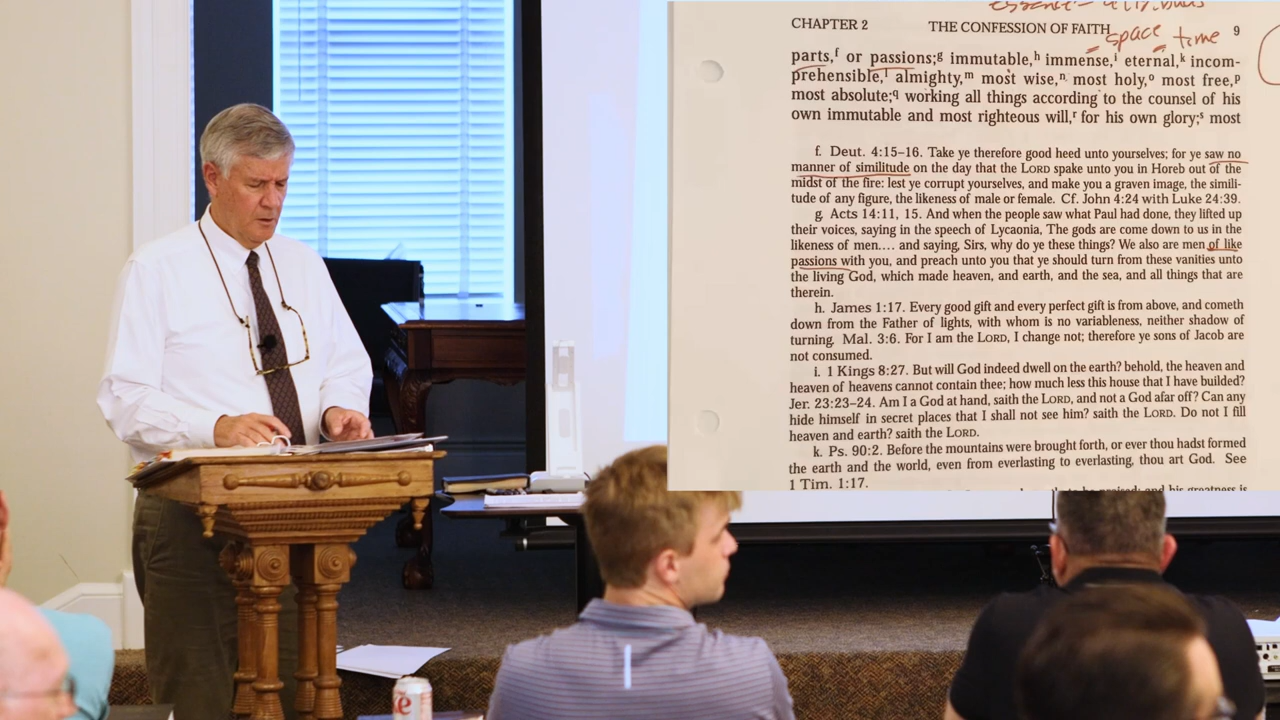 essence - attributes
CHAPTER 2 THE CONFESSION OF FAITH 9
space time
parts,f or passions;g immutable,h immense,i eternal,k incom-
prehensible,l almighty,m most wise,n most holy,o most free,p
most absolute;q working all things according to the counsel of his
own immutable and most righteous will,r for his own glory;s most
f. Deut. 4:15–16. Take ye therefore good heed unto yourselves; for ye saw no
manner of similitude on the day that the LORD spake unto you in Horeb out of the
midst of the fire: lest ye corrupt yourselves, and make you a graven image, the simili-
tude of any figure, the likeness of male or female. Cf. John 4:24 with Luke 24:39.
g. Acts 14:11, 15. And when the people saw what Paul had done, they lifted up
their voices, saying in the speech of Lycaonia, The gods are come down to us in the
likeness of men.... and saying, Sirs, why do ye these things? We also are men of like
passions with you, and preach unto you that ye should turn from these vanities unto
the living God, which made heaven, and earth, and the sea, and all things that are
therein.
h. James 1:17. Every good gift and every perfect gift is from above, and cometh
down from the Father of lights, with whom is no variableness, neither shadow of
turning. Mal. 3:6. For I am the LORD, I change not; therefore ye sons of Jacob are
not consumed.
i. 1 Kings 8:27. But will God indeed dwell on the earth? behold, the heaven and
heaven of heavens cannot contain thee; how much less this house that I have builded?
Jer. 23:23–24. Am I a God at hand, saith the LORD, and not a God afar off? Can any
hide himself in secret places that I shall not see him? saith the LORD. Do not I fill
heaven and earth? saith the LORD.
k. Ps. 90:2. Before the mountains were brought forth, or ever thou hadst formed
the earth and the world, even from everlasting to everlasting, thou art God. See
1 Tim. 1:17.
and his greatness is